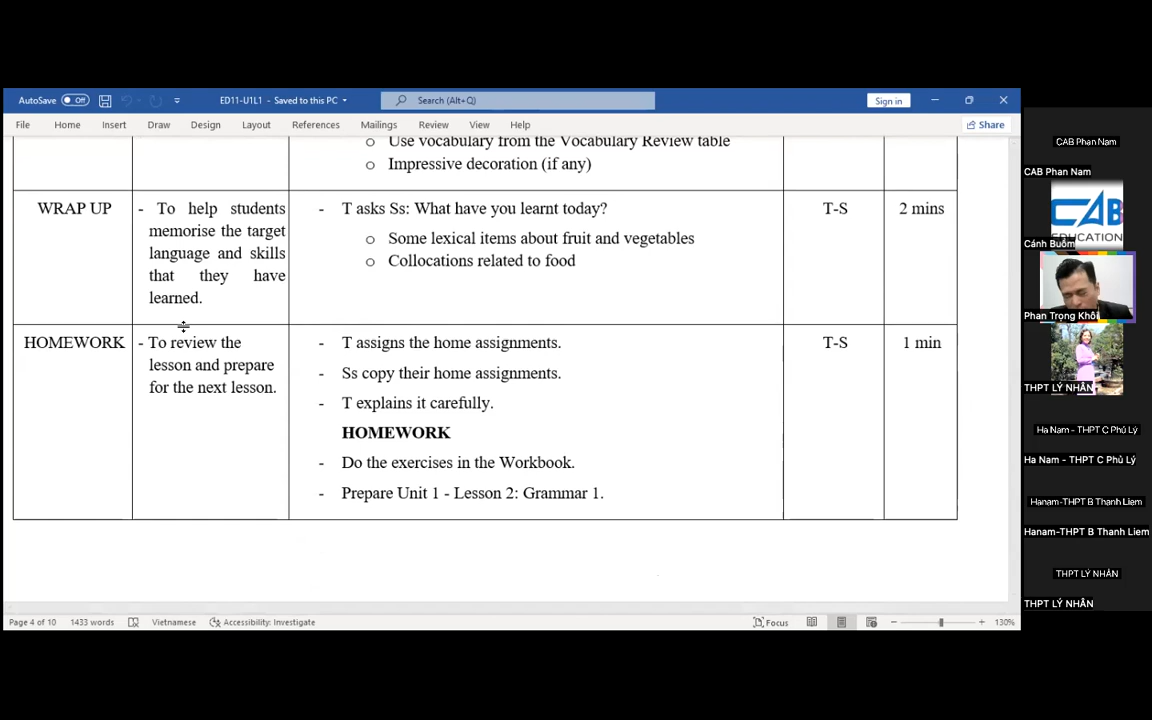 AutoSave Off ED11-U1L1 - Saved to this PC Search (Alt+Q) Sign in
File Home Insert Draw Design Layout References Mailings Review View Help Share
o Use vocabulary from the Vocabulary Review table
o Impressive decoration (if any)
WRAP UP
- To help students
memorise the target
language and skills
that they have
learned.
- T asks Ss: What have you learnt today?
o Some lexical items about fruit and vegetables
o Collocations related to food
T-S
2 mins
HOMEWORK
- To review the
lesson and prepare
for the next lesson.
- T assigns the home assignments.
- Ss copy their home assignments.
- T explains it carefully.
HOMEWORK
- Do the exercises in the Workbook.
- Prepare Unit 1 - Lesson 2: Grammar 1.
T-S
1 min
Page 4 of 10 1433 words Vietnamese Accessibility: Investigate Focus 130%
CAB Phan Nam
CAB Phan Nam
CAB
EDUCATION
Cánh Buồm
Phan Trọng Khôi
THPT LÝ NHÂN
Ha Nam - THPT C Phủ Lý
Ha Nam - THPT C Phủ Lý
Hanam-THPT B Thanh Liem
Hanam-THPT B Thanh Liem
THPT LÝ NHÂN
THPT LÝ NHÂN